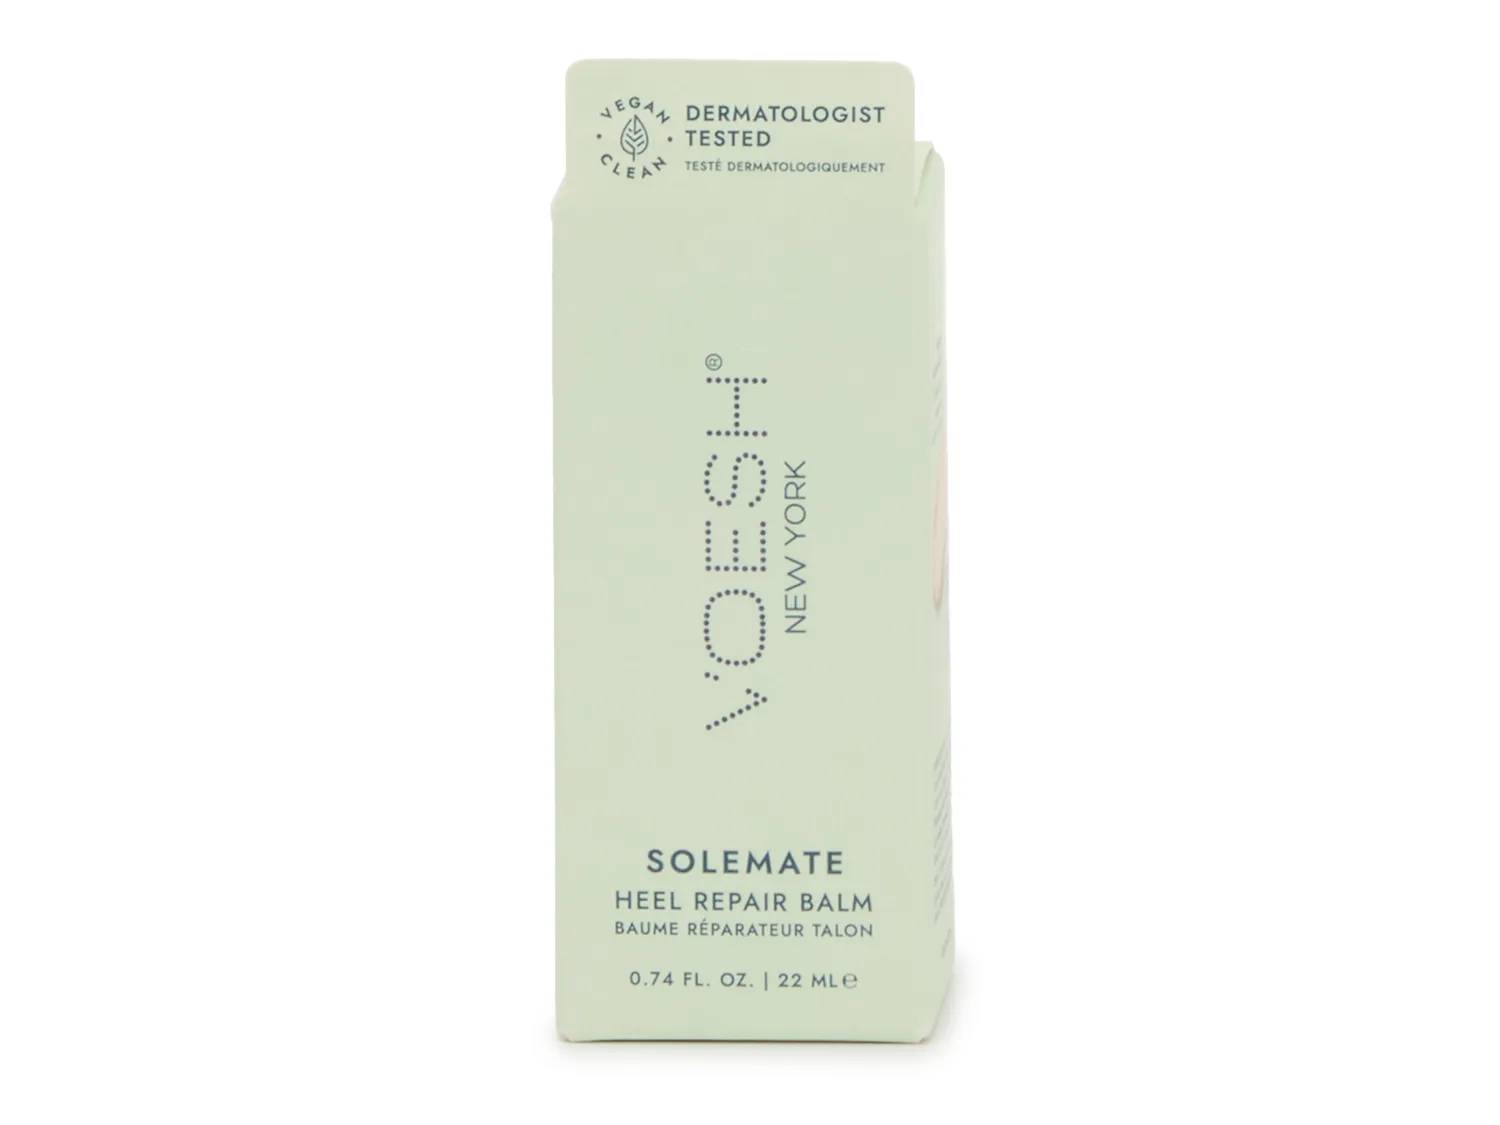 VEGAN
CLEAN
DERMATOLOGIST
TESTED
TESTÉ DERMATOLOGIQUEMENT
VOESH®
NEW YORK
SOLEMATE
HEEL REPAIR BALM
BAUME RÉPARATEUR TALON
0.74 FL. OZ. | 22 ML ℮